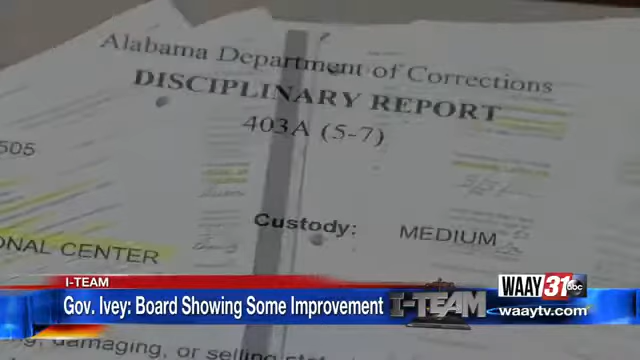 Alabama Department of Corrections
DISCIPLINARY REPORT
403A (5-7)
505
Custody: MEDIUM
ONAL CENTER
I-TEAM
Gov. Ivey: Board Showing Some Improvement
I-TEAM
WAAY 31 abc
waaytv.com
damaging, or selling